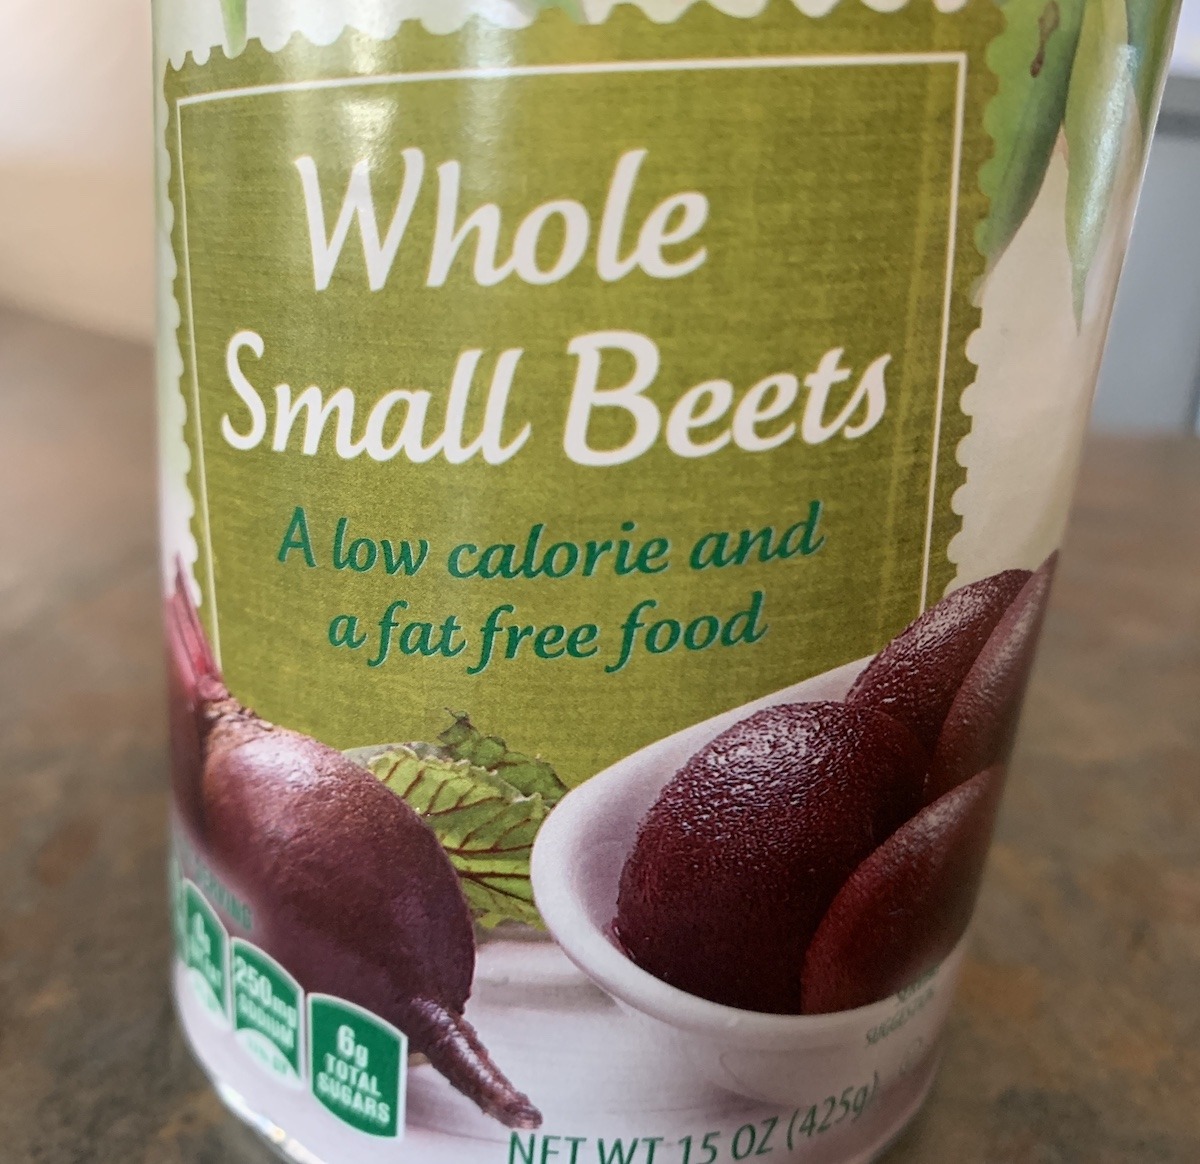 Whole
Small Beets
A low calorie and
a fat free food
250mg
SODIUM
6g
TOTAL
SUGARS
SUGGESTION
NET WT 15 OZ (425g)